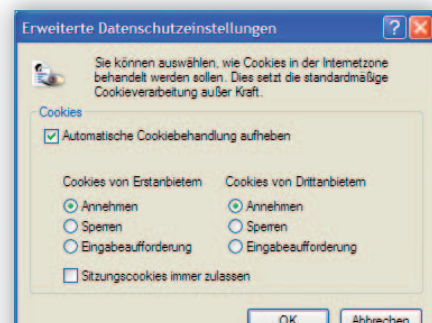 Erweiterte Datenschutzeinstellungen
Sie können auswählen, wie Cookies in der Internetzone
behandelt werden sollen. Dies setzt die standardmäßige
Cookieverarbeitung außer Kraft.
Cookies
Automatische Cookiebehandlung aufheben
Cookies von Erstanbietern Cookies von Drittanbietern
Annehmen Annehmen
Sperren Sperren
Eingabeaufforderung Eingabeaufforderung
Sitzungscookies immer zulassen
OK Abbrechen